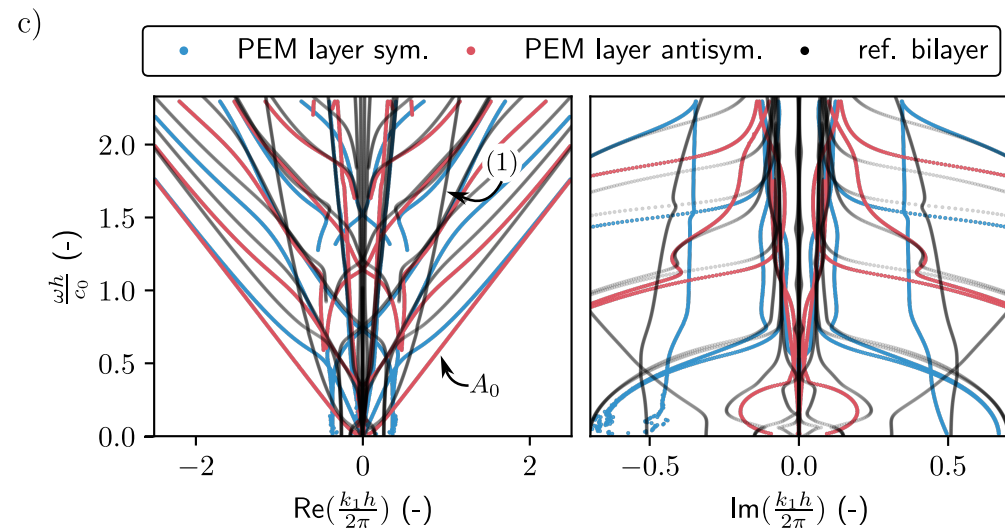 c)
PEM layer sym. PEM layer antisym. ref. bilayer
2.0
1.5
1.0
0.5
0.0
ωh/c₀ (-)
(1)
A₀
−2 0 2
−0.5 0.0 0.5
Re(k₁h/2π) (-)
Im(k₁h/2π) (-)